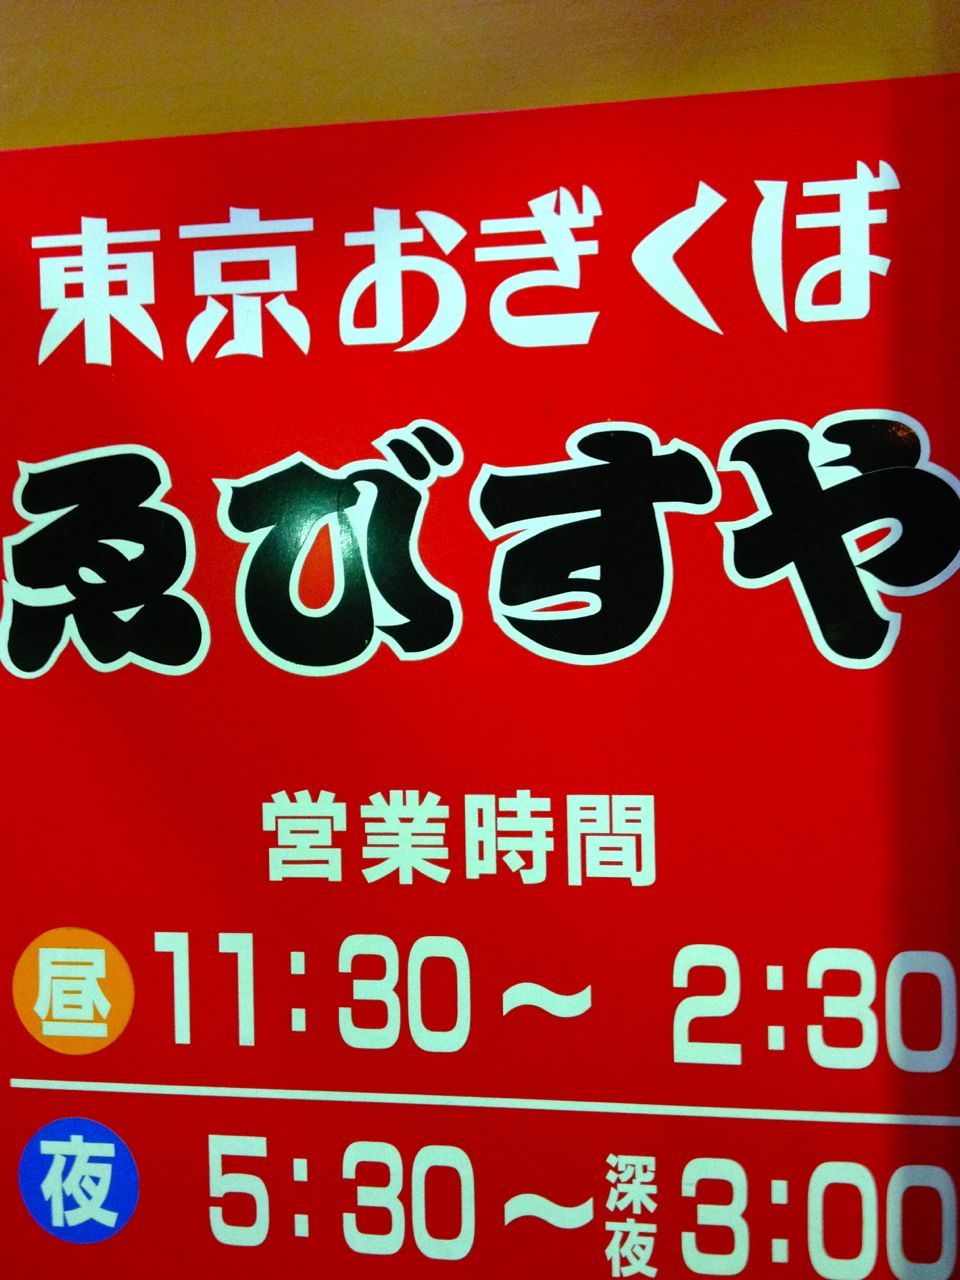 東京おぎくぼ
ゑびすや
営業時間
昼 11:30〜 2:30
夜 5:30〜深夜3:00